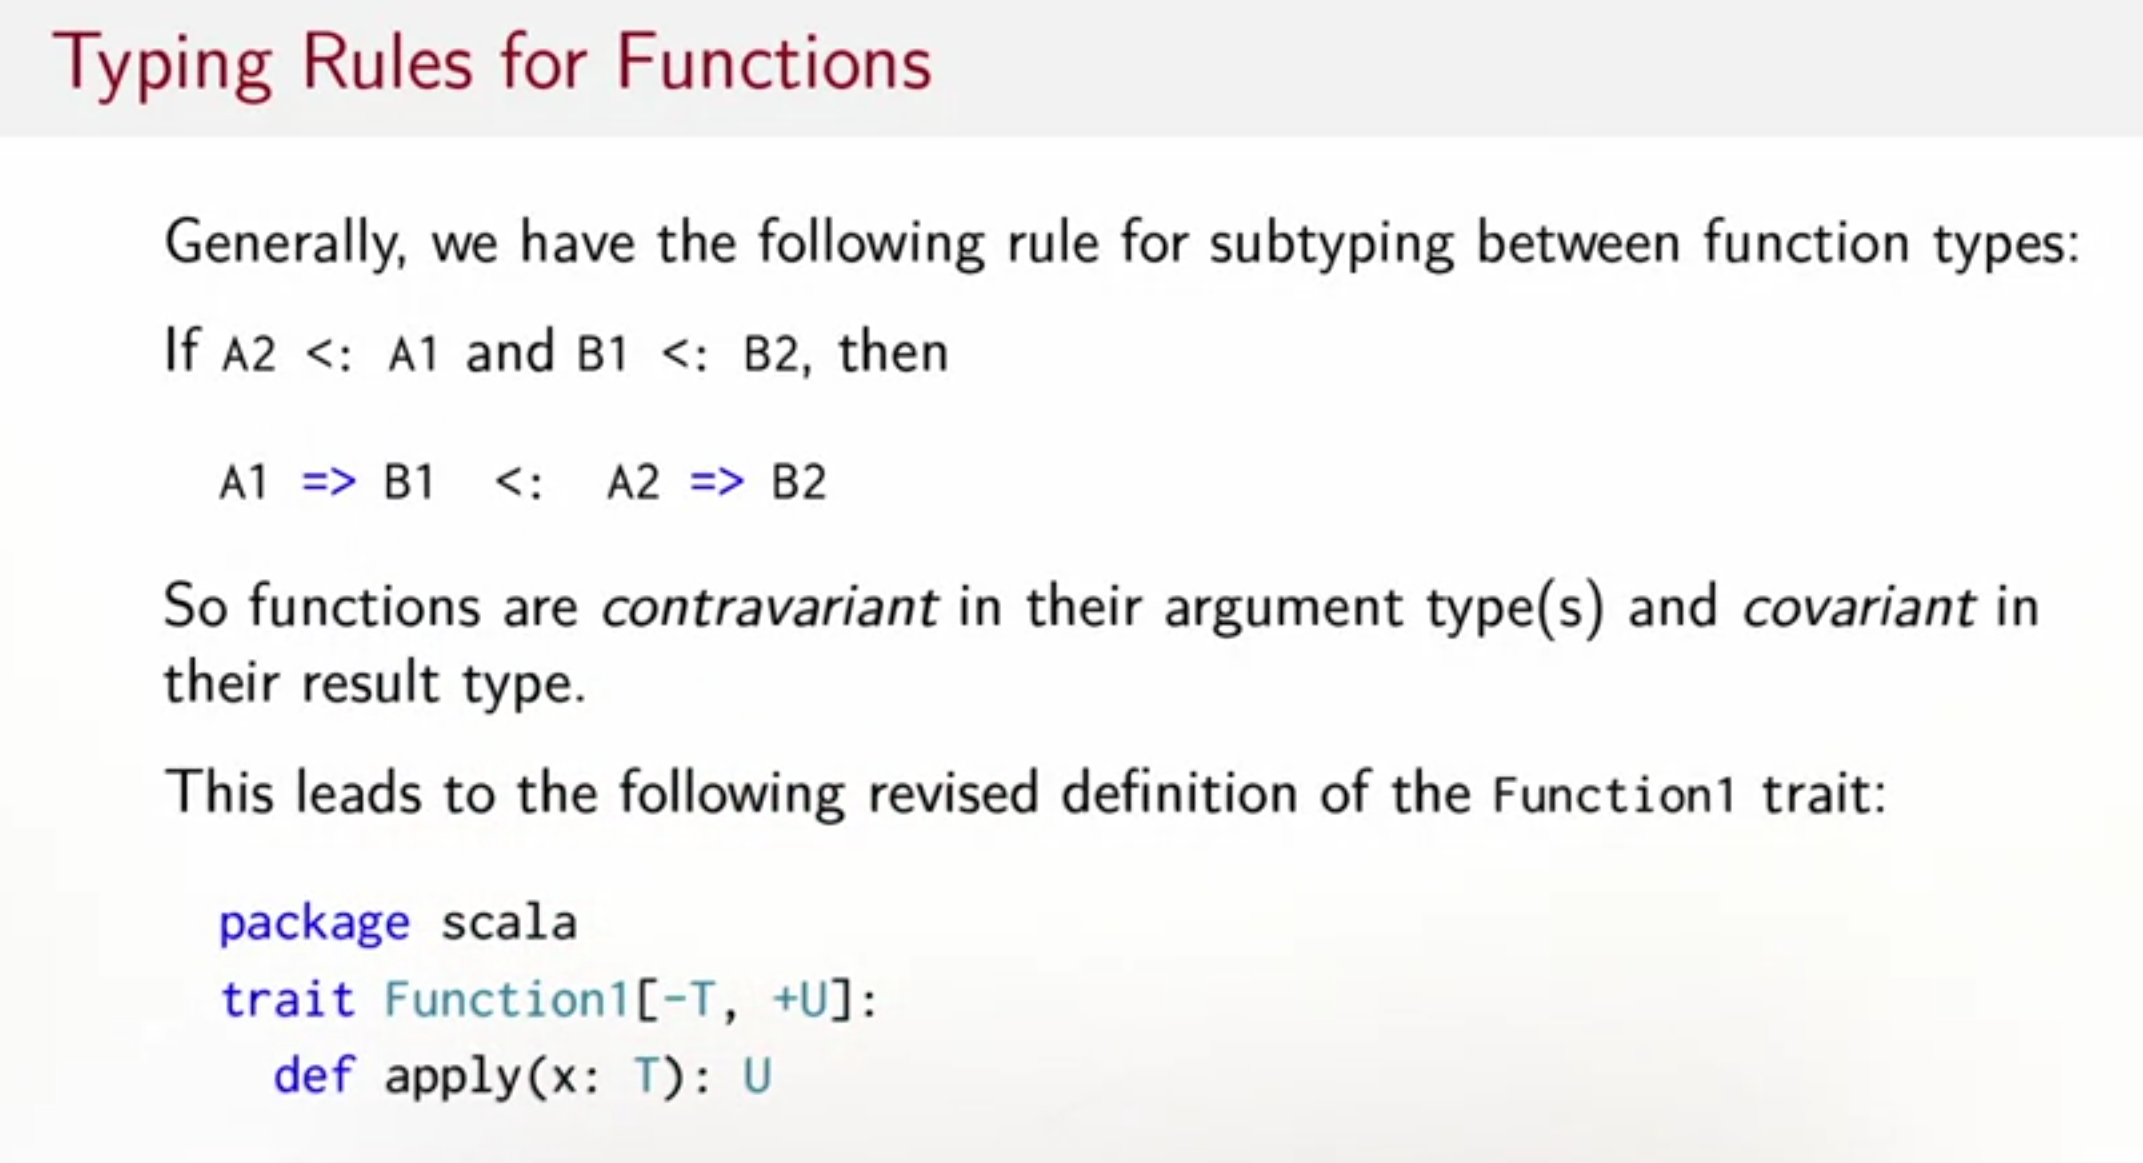 Typing Rules for Functions
Generally, we have the following rule for subtyping between function types:
If A2 <: A1 and B1 <: B2, then
A1 => B1 <: A2 => B2
So functions are contravariant in their argument type(s) and covariant in
their result type.
This leads to the following revised definition of the Function1 trait:
package scala
trait Function1[-T, +U]:
def apply(x: T): U